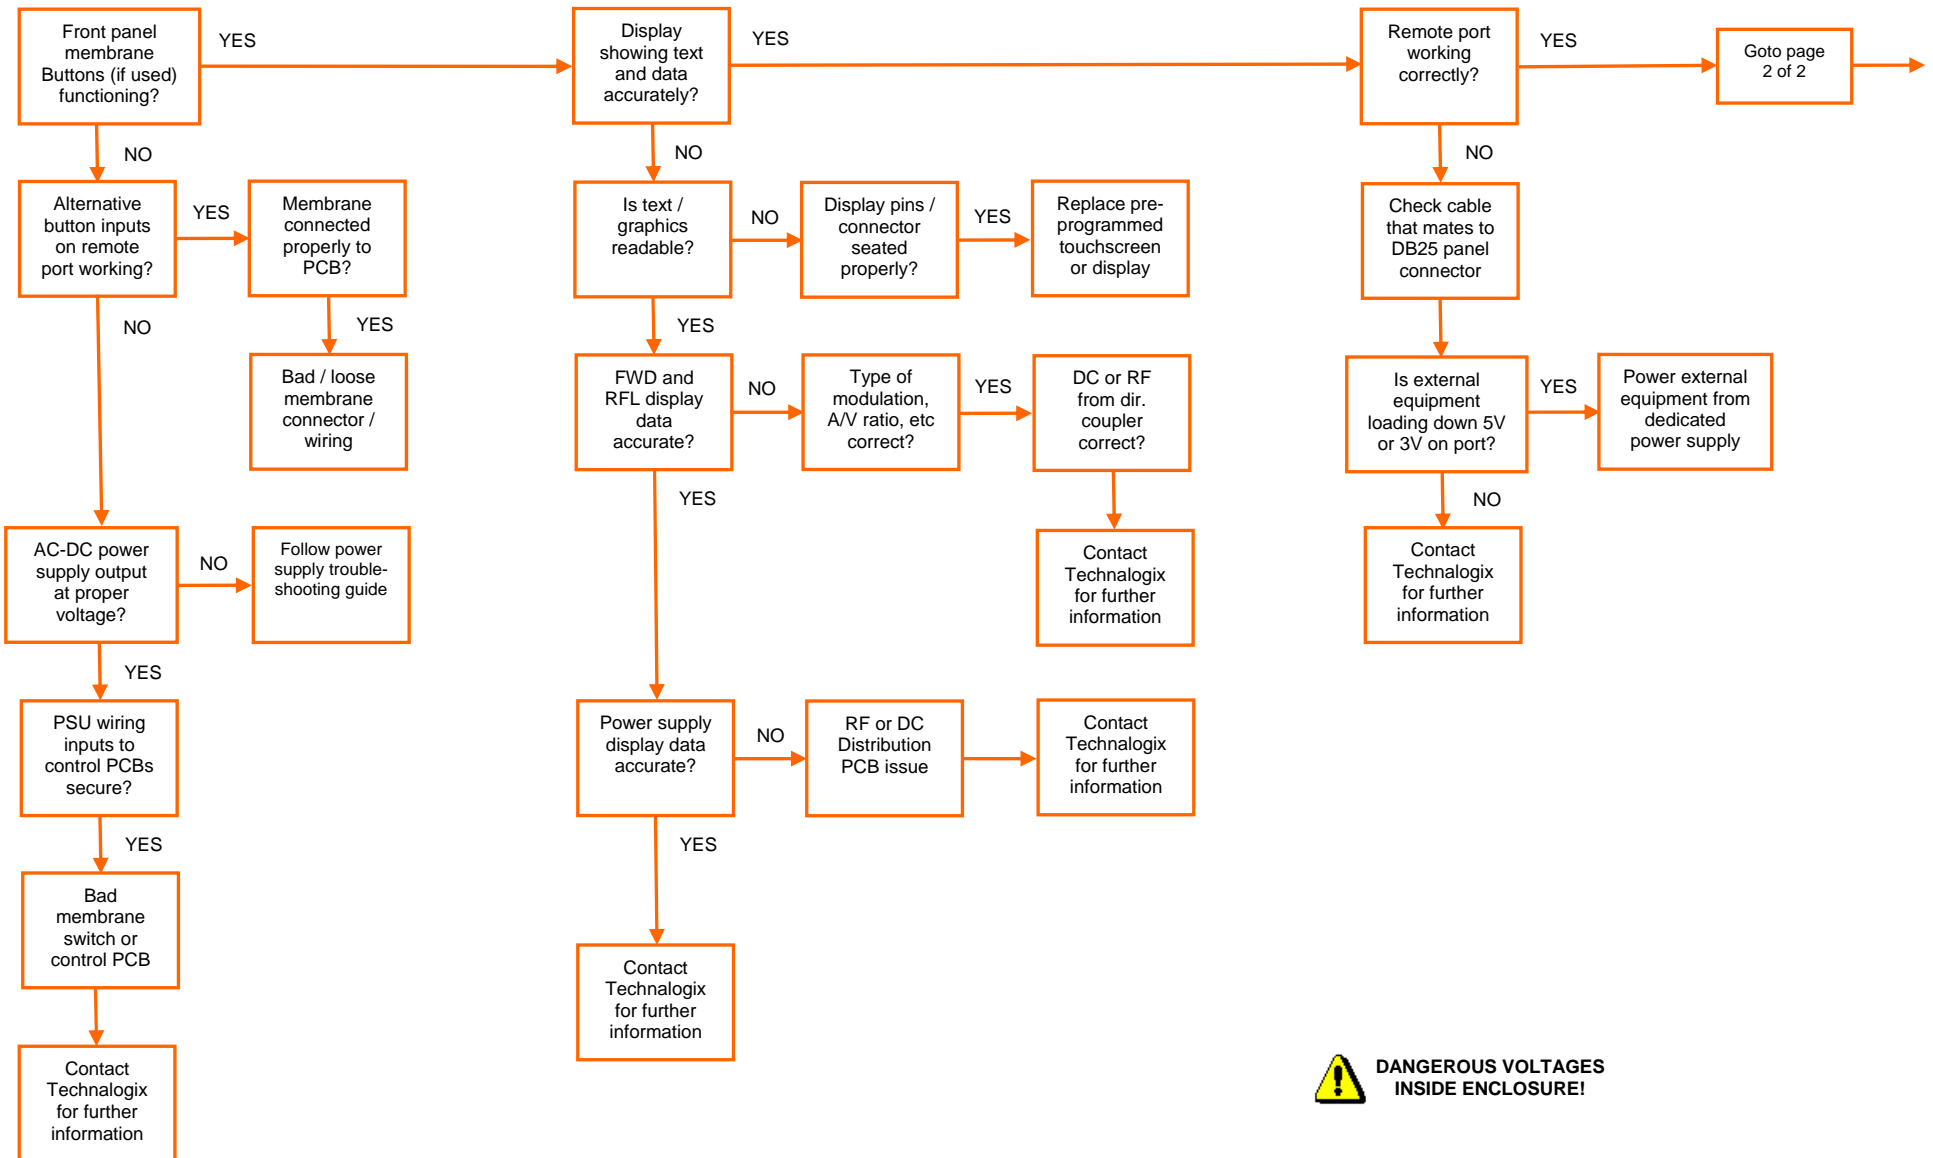 Front panel
membrane
Buttons (if used)
functioning?
YES
Display
showing text
and data
accurately?
YES
Remote port
working
correctly?
YES
Goto page
2 of 2
NO
NO
NO
Alternative
button inputs
on remote
port working?
YES
Membrane
connected
properly to
PCB?
Is text /
graphics
readable?
NO
Display pins /
connector
seated
properly?
YES
Replace pre-
programmed
touchscreen
or display
Check cable
that mates to
DB25 panel
connector
NO
YES
YES
Bad / loose
membrane
connector /
wiring
FWD and
RFL display
data
accurate?
NO
Type of
modulation,
A/V ratio, etc
correct?
YES
DC or RF
from dir.
coupler
correct?
Is external
equipment
loading down 5V
or 3V on port?
YES
Power external
equipment from
dedicated
power supply
YES
NO
AC-DC power
supply output
at proper
voltage?
NO
Follow power
supply trouble-
shooting guide
Contact
Technalogix
for further
information
Contact
Technalogix
for further
information
YES
PSU wiring
inputs to
control PCBs
secure?
Power supply
display data
accurate?
NO
RF or DC
Distribution
PCB issue
Contact
Technalogix
for further
information
YES
YES
Bad
membrane
switch or
control PCB
Contact
Technalogix
for further
information
Contact
Technalogix
for further
information
DANGEROUS VOLTAGES
INSIDE ENCLOSURE!